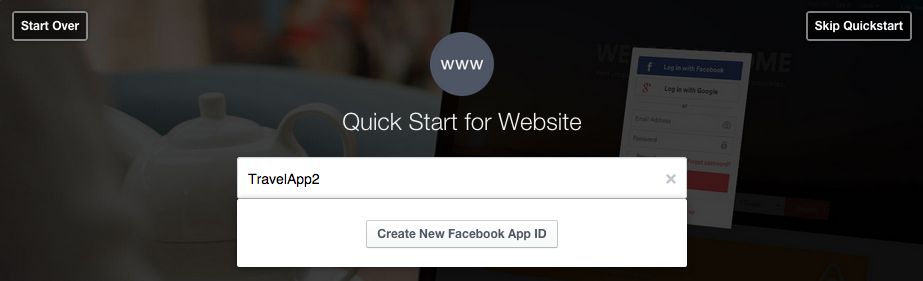 Start Over
Skip Quickstart
www
Quick Start for Website
TravelApp2
Create New Facebook App ID
Log in with Facebook
Log In with Google
or
Email Address
Password